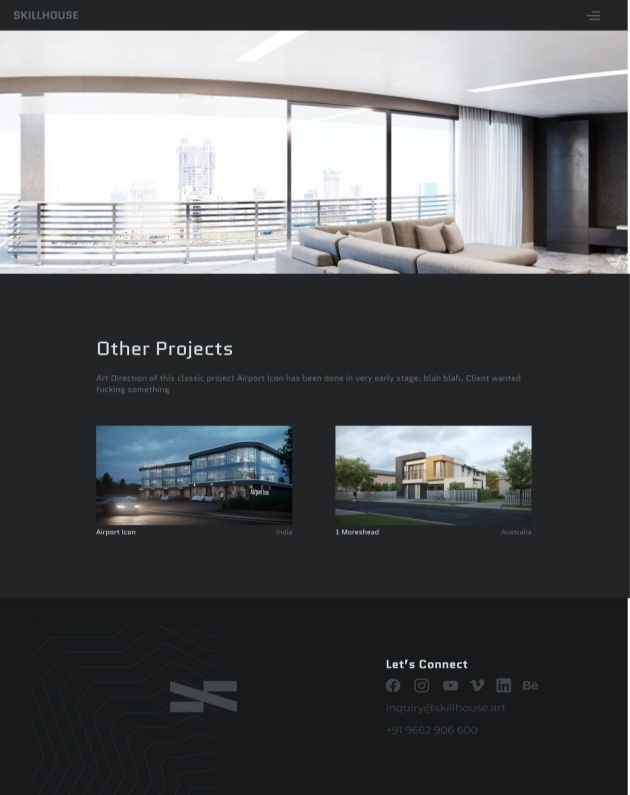 SKILLHOUSE
Other Projects
Art Direction of this classic project Airport Icon has been done in very early stage. blah blah. Client wanted
fucking something
Airport Icon
Airport Icon
India
1 Moreshead
Australia
Let's Connect
Bē
inquiry@skillhouse.art
+91 9662 906 600